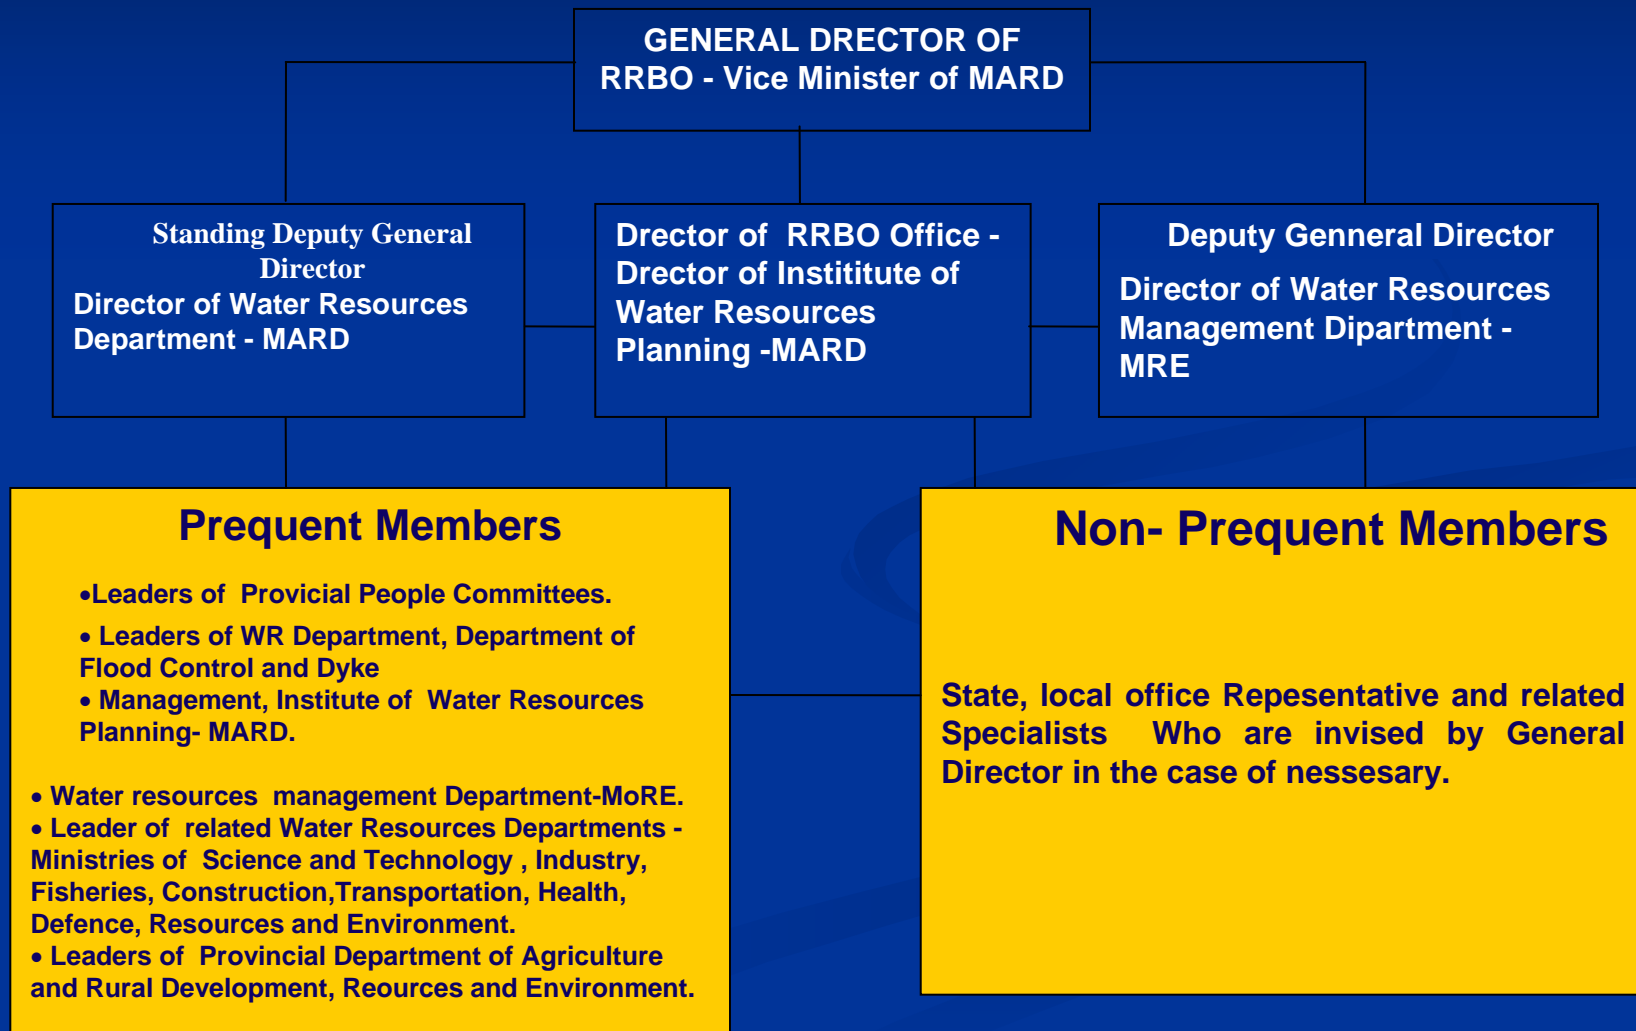 GENERAL DRECTOR OF
RRBO - Vice Minister of MARD
Standing Deputy General
Director
Director of Water Resources
Department - MARD
Drector of RRBO Office -
Drector of Instititute of
Water Resources
Planning -MARD
Deputy Genneral Director
Director of Water Resources
Management Dipartment -
MRE
Prequent Members
•Leaders of Provicial People Committees.
• Leaders of WR Department, Department of
Flood Control and Dyke
• Management, Institute of Water Resources
Planning- MARD.
• Water resources management Department-MoRE.
• Leader of related Water Resources Departments -
Ministries of Science and Technology , Industry,
Fisheries, Construction,Transportation, Health,
Defence, Resources and Environment.
• Leaders of Provincial Department of Agriculture
and Rural Development, Reources and Environment.
Non- Prequent Members
State, local office Repesentative and related
Specialists Who are invised by General
Director in the case of nessesary.